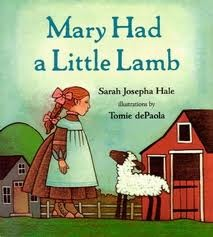 Mary Had
a Little Lamb
Sarah Josepha Hale
illustrations by
Tomie dePaola